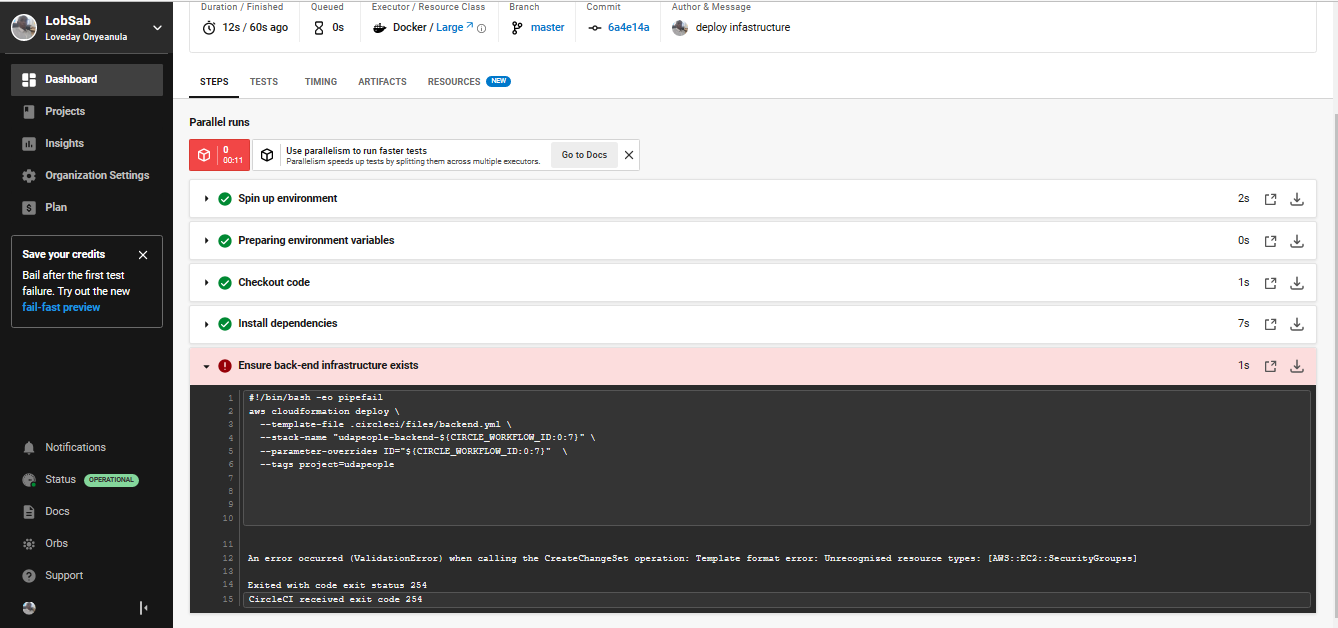 LobSab
Loveday Onyeanula
Dashboard
Projects
Insights
Organization Settings
Plan
Save your credits
Bail after the first test
failure. Try out the new
fail-fast preview
Notifications
Status OPERATIONAL
Docs
Orbs
Support
Duration / Finished
12s / 60s ago
Queued
0s
Executor / Resource Class
Docker / Large
Branch
master
Commit
6a4e14a
Author & Message
deploy infastructure
STEPS TESTS TIMING ARTIFACTS RESOURCES NEW
Parallel runs
0
00:11
Use parallelism to run faster tests
Parallelism speeds up tests by splitting them across multiple executors.
Go to Docs
Spin up environment 2s
Preparing environment variables 0s
Checkout code 1s
Install dependencies 7s
Ensure back-end infrastructure exists 1s
1 #!/bin/bash -eo pipefail
2 aws cloudformation deploy \
3 --template-file .circleci/files/backend.yml \
4 --stack-name "udapeople-backend-${CIRCLE_WORKFLOW_ID:0:7}" \
5 --parameter-overrides ID="${CIRCLE_WORKFLOW_ID:0:7}" \
6 --tags project=udapeople
7
8
9
10
11
12 An error occurred (ValidationError) when calling the CreateChangeSet operation: Template format error: Unrecognized resource types: [AWS::EC2::SecurityGroupss]
13
14 Exited with code exit status 254
15 CircleCI received exit code 254